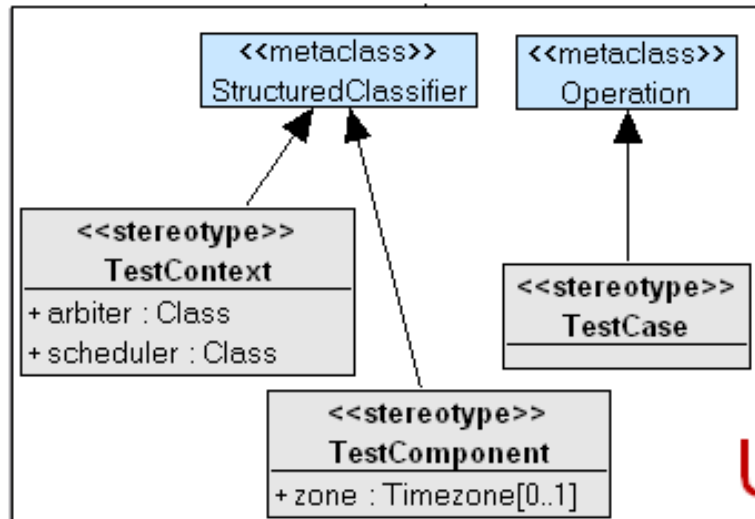 <<metaclass>>
StructuredClassifier
<<metaclass>>
Operation
<<stereotype>>
TestContext
+ arbiter : Class
+ scheduler : Class
<<stereotype>>
TestCase
<<stereotype>>
TestComponent
+ zone : Timezone[0..1]